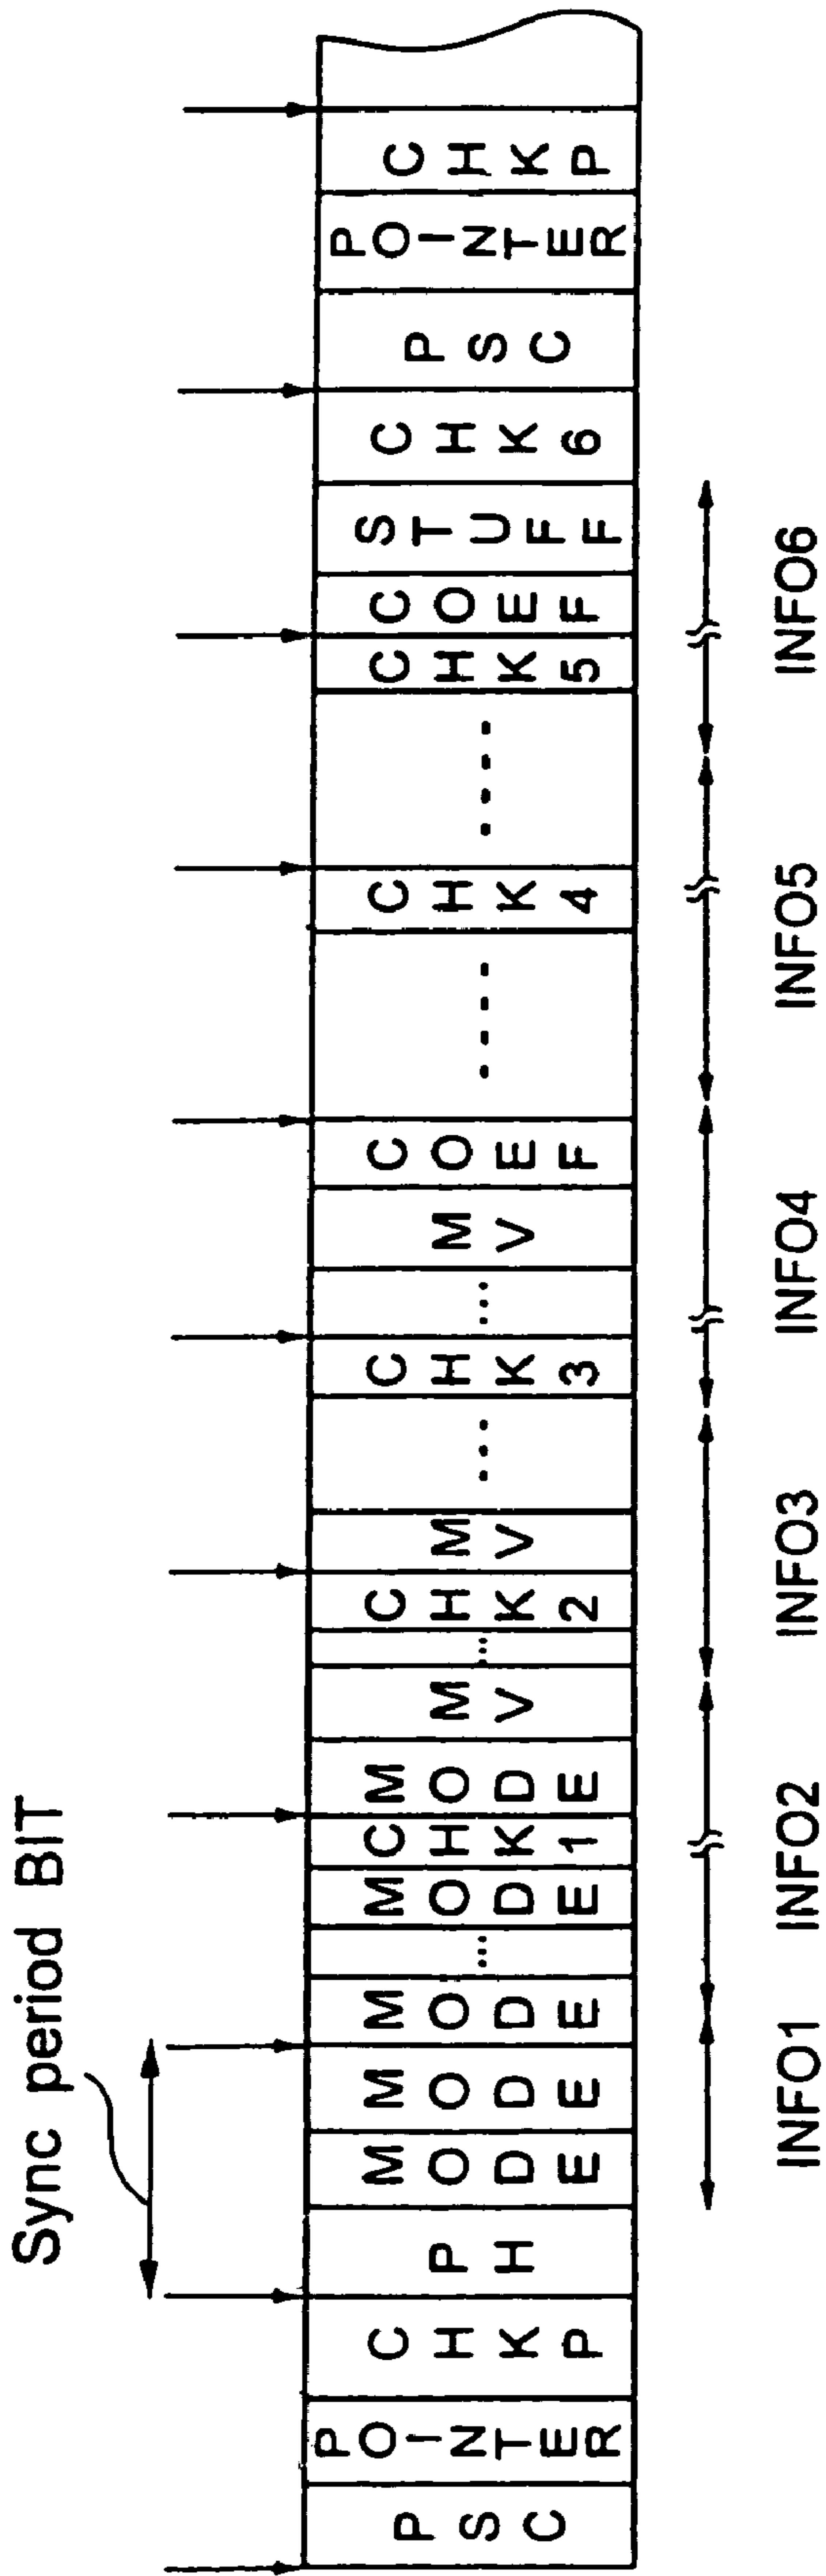 Sync period BIT
PSC
POINTER
CHKP
PH
MODE
MODE
MODE
...
MODE
CHK1
MODE
MV
...
CHK2
MV
...
CHK3
...
MV
COEF
----
CHK4
----
CHK5
COEF
STUFF
CHK6
PSC
POINTER
CHKP
INFO1
INFO2
INFO3
INFO4
INFO5
INFO6